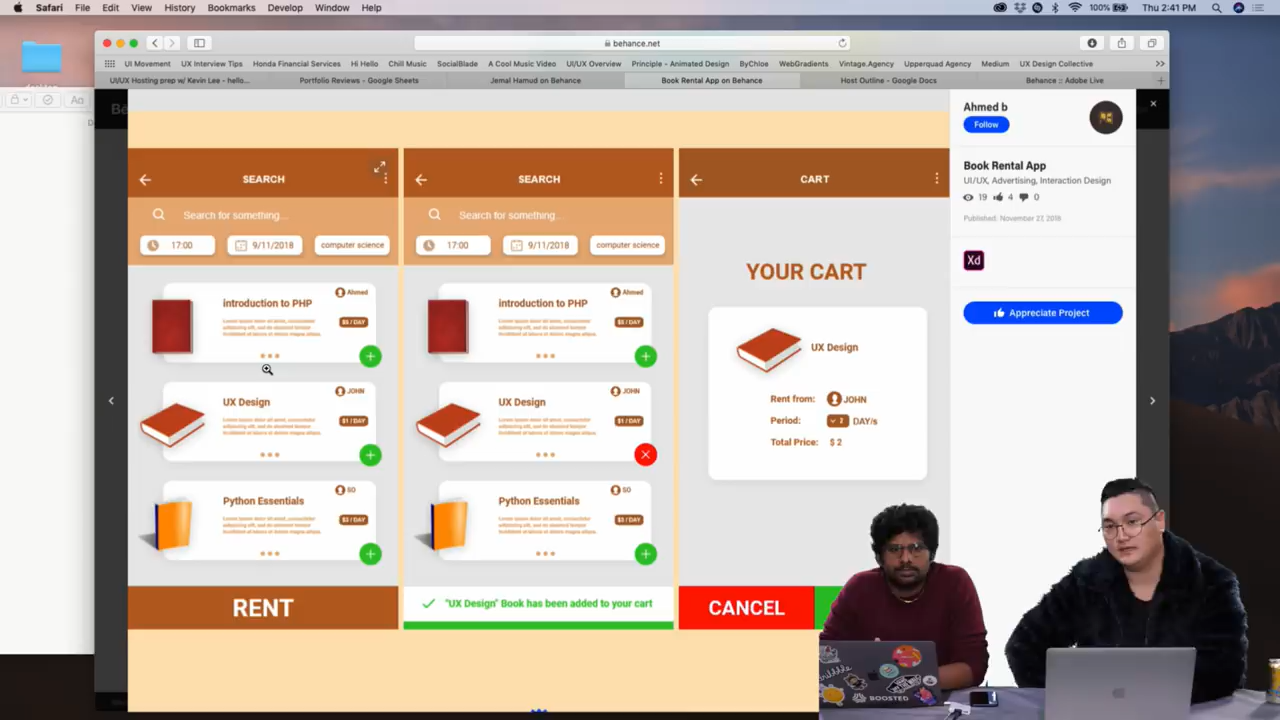 Safari File Edit View History Bookmarks Develop Window Help
100%
Thu 2:41 PM
behance.net
UI Movement UX Interview Tips Honda Financial Services Hi Hello Chill Music SocialBlade A Cool Music Video UI/UX Overview Principle - Animated Design ByChloe WebGradients Vintage.Agency Upperquad Agency Medium UX Design Collective
UI/UX Hosting prep w/ Kevin Lee - hello...
Portfolio Reviews - Google Sheets
Jemal Hamud on Behance
Book Rental App on Behance
Host Outline - Google Docs
Behance :: Adobe Live
Aa
Bē
SEARCH
Search for something...
17:00
9/11/2018
computer science
introduction to PHP
Ahmed
$5 / DAY
UX Design
JOHN
$1 / DAY
Python Essentials
SO
$3 / DAY
RENT
SEARCH
Search for something...
17:00
9/11/2018
computer science
introduction to PHP
Ahmed
$5 / DAY
UX Design
JOHN
$1 / DAY
Python Essentials
SO
$3 / DAY
"UX Design" Book has been added to your cart
CART
YOUR CART
UX Design
Rent from: JOHN
Period: 2 DAY/s
Total Price: $ 2
CANCEL
Ahmed b
Follow
Book Rental App
UI/UX, Advertising, Interaction Design
19 4 0
Published: November 27, 2018
Xd
Appreciate Project
BOOSTED